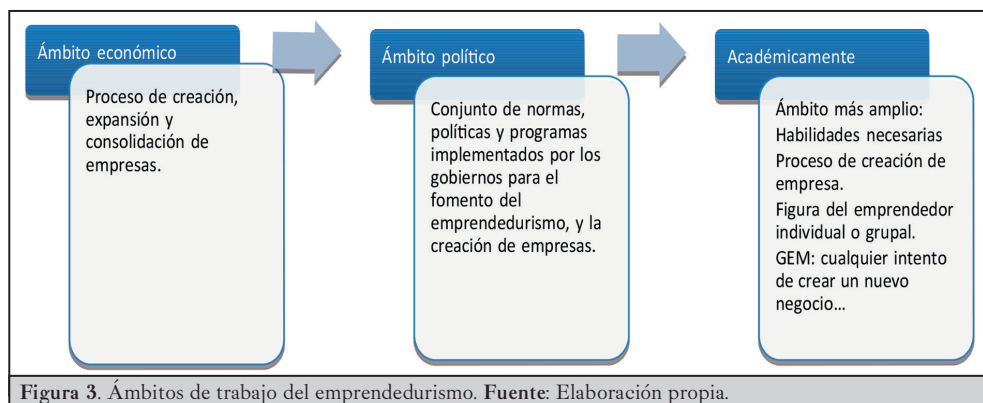 Ámbito económico
Proceso de creación,
expansión y
consolidación de
empresas.
Ámbito político
Conjunto de normas,
políticas y programas
implementados por los
gobiernos para el
fomento del
emprendedurismo, y la
creación de empresas.
Académicamente
Ámbito más amplio:
Habilidades necesarias
Proceso de creación de
empresa.
Figura del emprendedor
individual o grupal.
GEM: cualquier intento
de crear un nuevo
negocio…
Figura 3. Ámbitos de trabajo del emprendedurismo. Fuente: Elaboración propia.